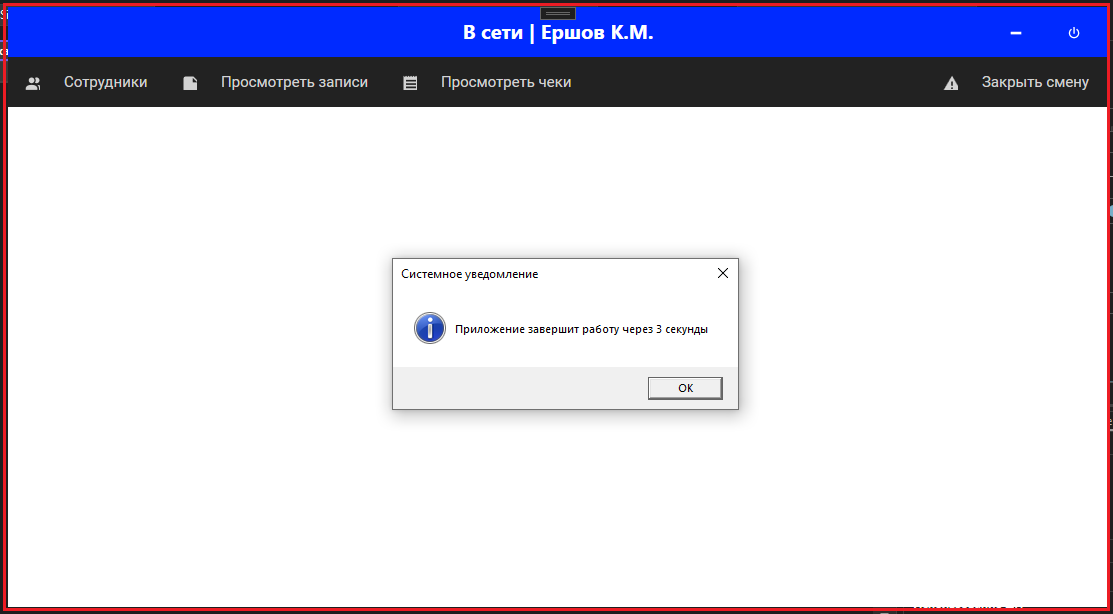 В сети | Ершов К.М.
Сотрудники Просмотреть записи Просмотреть чеки Закрыть смену
Системное уведомление
Приложение завершит работу через 3 секунды
ОК